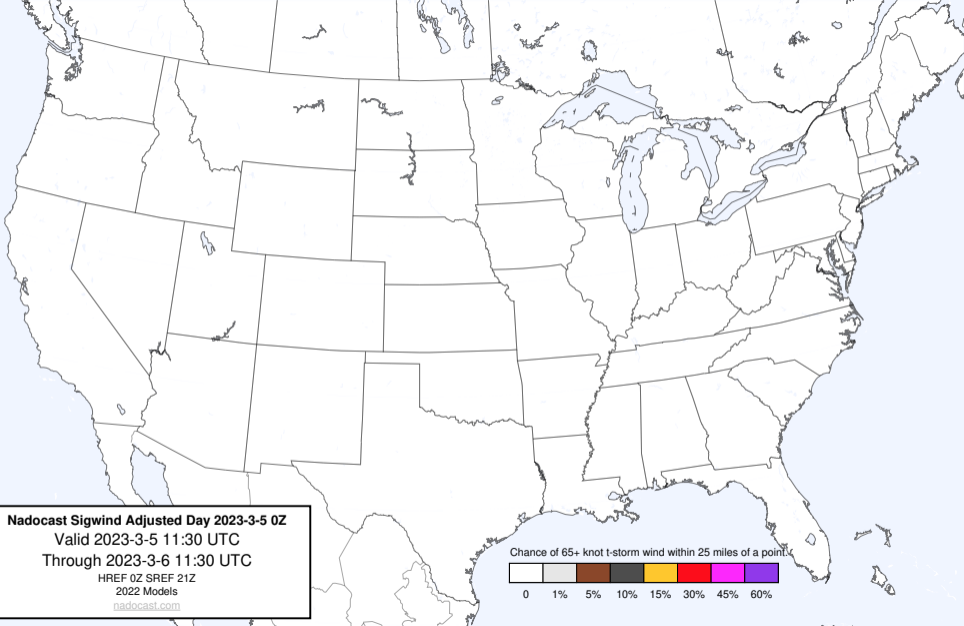 Nadocast Sigwind Adjusted Day 2023-3-5 0Z
Valid 2023-3-5 11:30 UTC
Through 2023-3-6 11:30 UTC
HREF 0Z SREF 21Z
2022 Models
nadocast.com
Chance of 65+ knot t-storm wind within 25 miles of a point.
0 1% 5% 10% 15% 30% 45% 60%